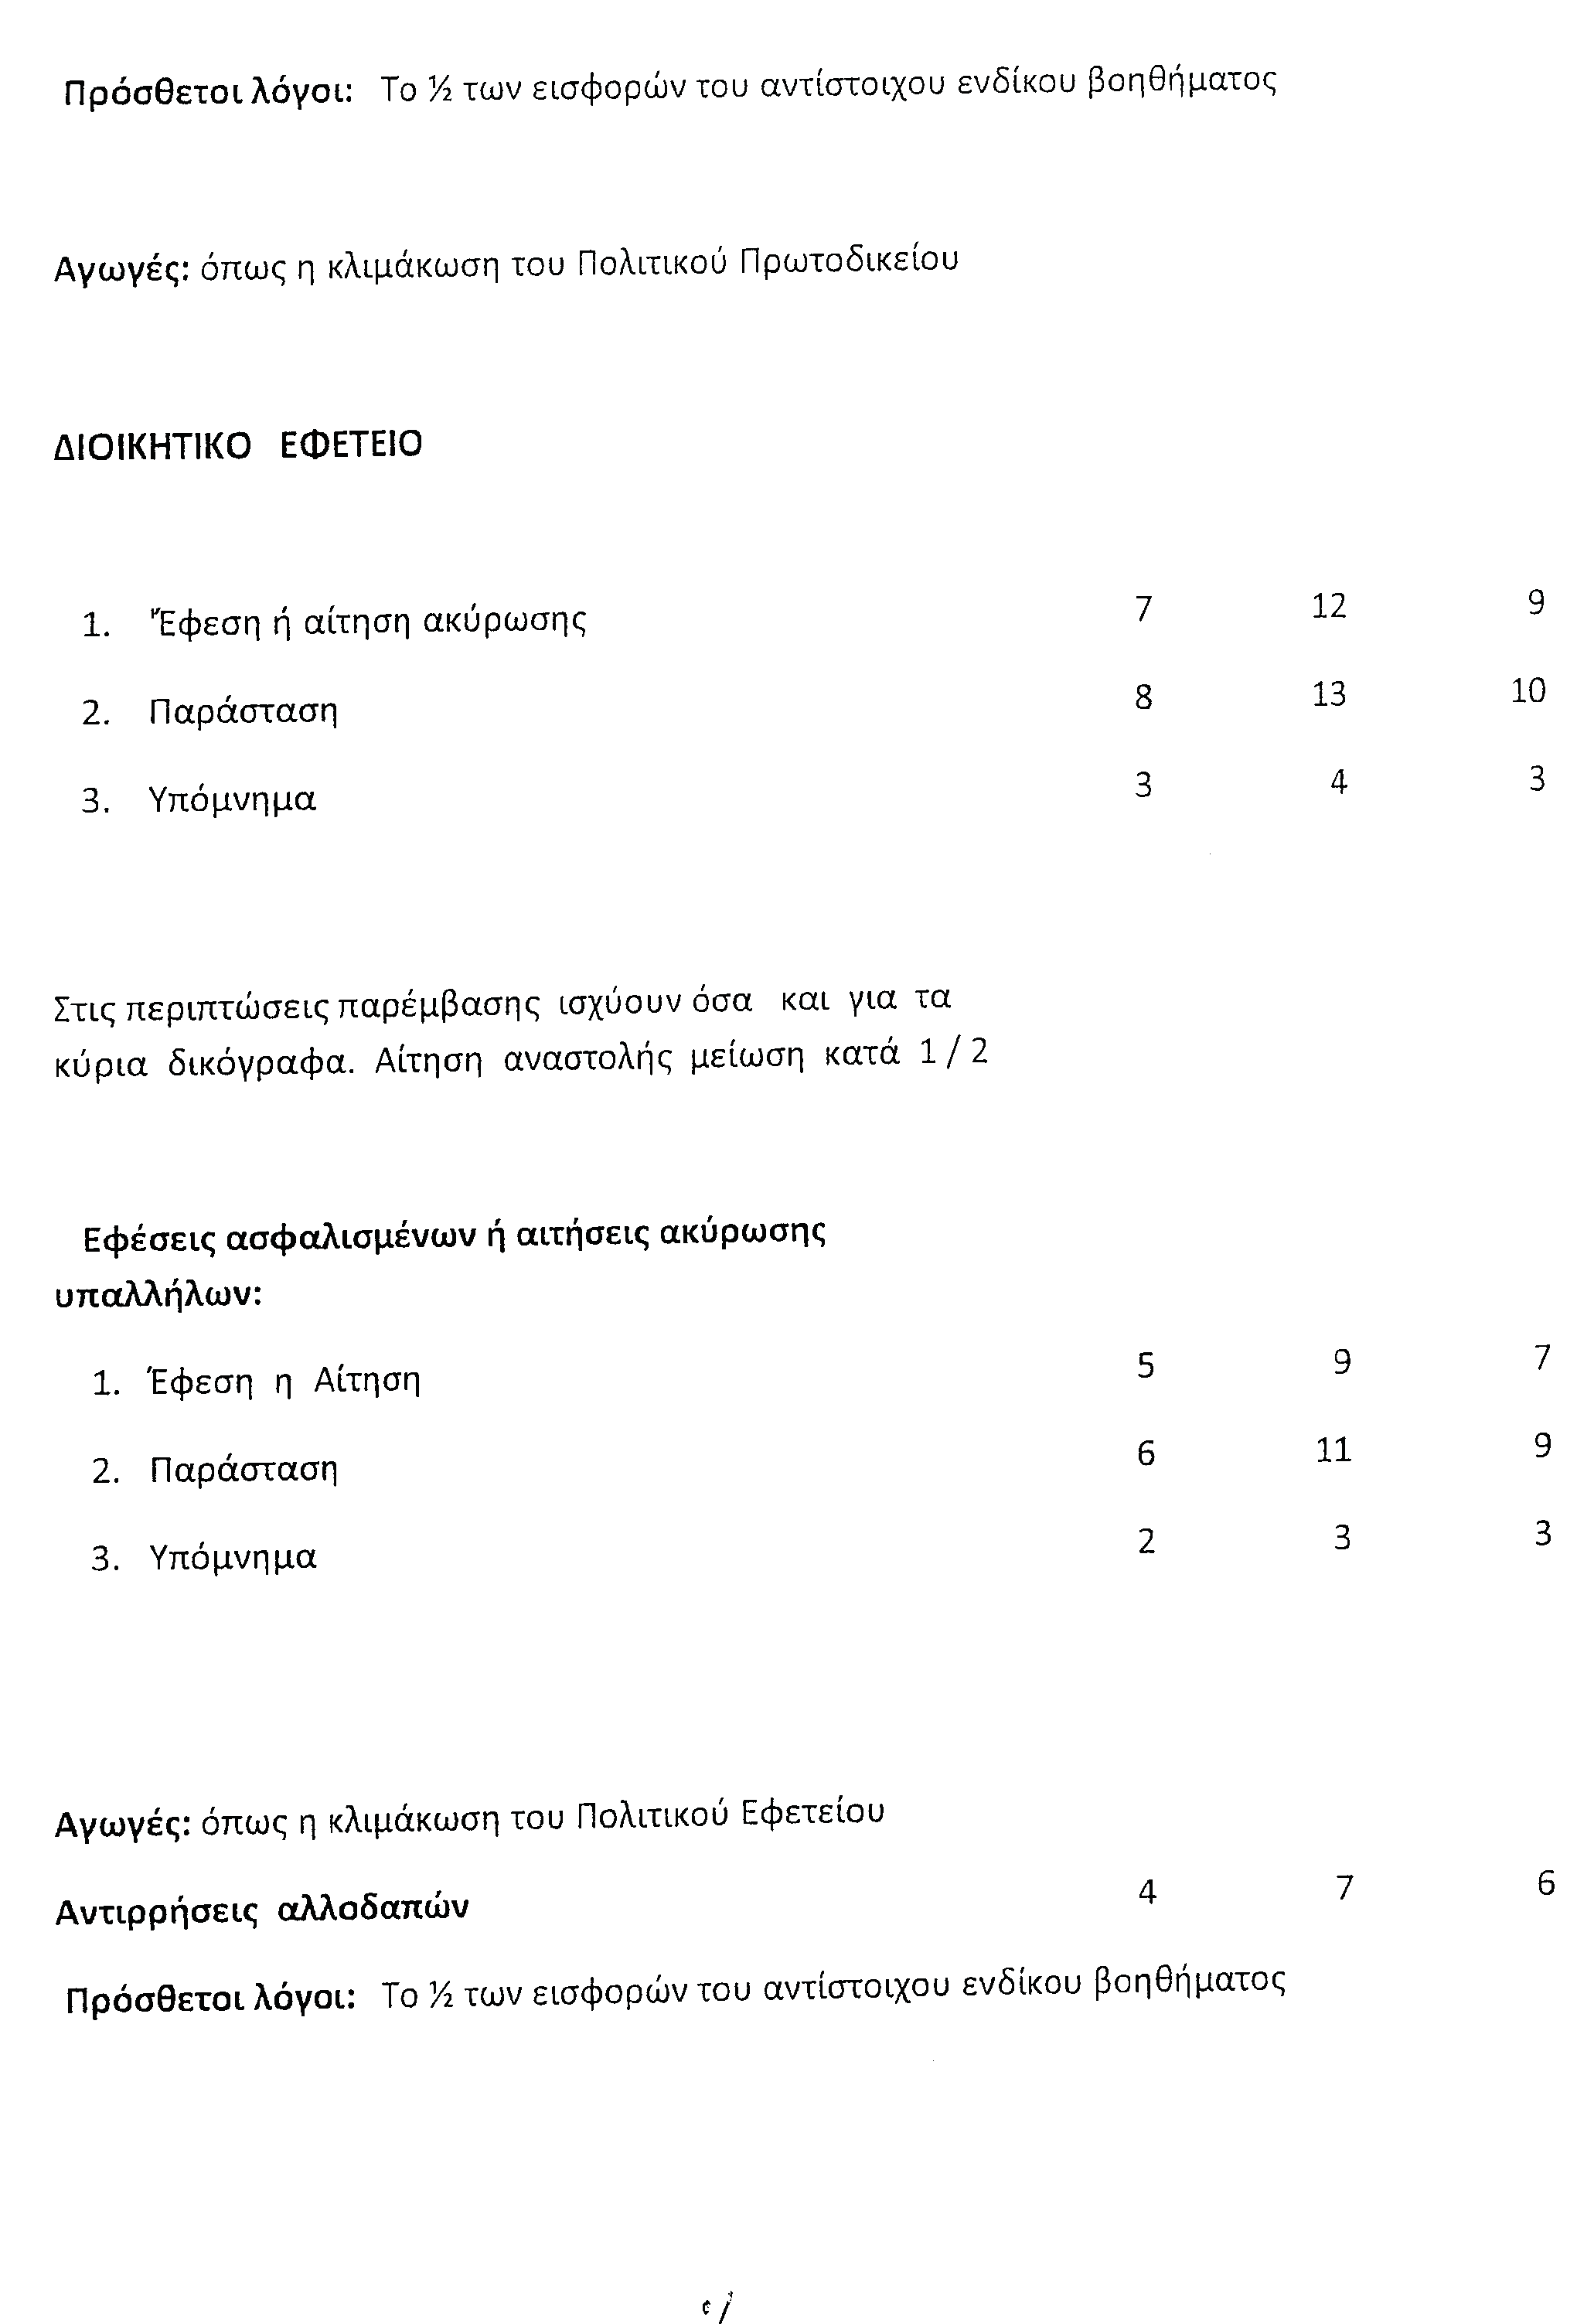 Πρόσθετοι λόγοι: Το ½ των εισφορών του αντίστοιχου ενδίκου βοηθήματος
Αγωγές: όπως η κλιμάκωση του Πολιτικού Πρωτοδικείου
ΔΙΟΙΚΗΤΙΚΟ ΕΦΕΤΕΙΟ
1. Έφεση ή αίτηση ακύρωσης 7 12 9
2. Παράσταση 8 13 10
3. Υπόμνημα 3 4 3
Στις περιπτώσεις παρέμβασης ισχύουν όσα και για τα
κύρια δικόγραφα. Αίτηση αναστολής μείωση κατά 1 / 2
Εφέσεις ασφαλισμένων ή αιτήσεις ακύρωσης
υπαλλήλων:
1. Έφεση η Αίτηση 5 9 7
2. Παράσταση 6 11 9
3. Υπόμνημα 2 3 3
Αγωγές: όπως η κλιμάκωση του Πολιτικού Εφετείου
Αντιρρήσεις αλλοδαπών 4 7 6
Πρόσθετοι λόγοι: Το ½ των εισφορών του αντίστοιχου ενδίκου βοηθήματος